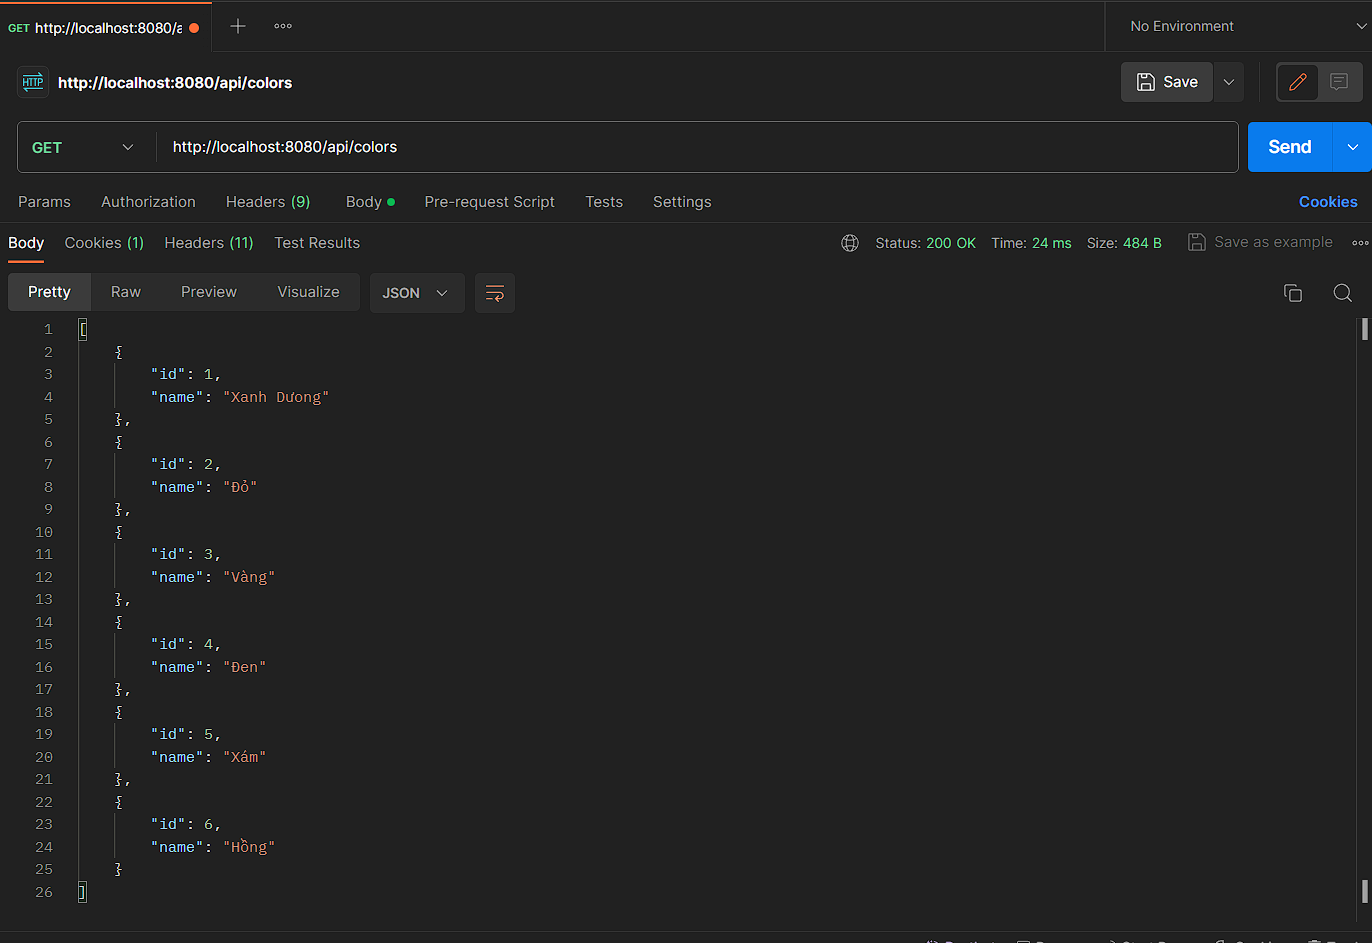 GET http://localhost:8080/a
No Environment
HTTP http://localhost:8080/api/colors
Save
GET http://localhost:8080/api/colors
Send
Params Authorization Headers (9) Body Pre-request Script Tests Settings Cookies
Body Cookies (1) Headers (11) Test Results Status: 200 OK Time: 24 ms Size: 484 B Save as example
Pretty Raw Preview Visualize JSON
1 [
2 {
3 "id": 1,
4 "name": "Xanh Dương"
5 },
6 {
7 "id": 2,
8 "name": "Đỏ"
9 },
10 {
11 "id": 3,
12 "name": "Vàng"
13 },
14 {
15 "id": 4,
16 "name": "Đen"
17 },
18 {
19 "id": 5,
20 "name": "Xám"
21 },
22 {
23 "id": 6,
24 "name": "Hồng"
25 }
26 ]